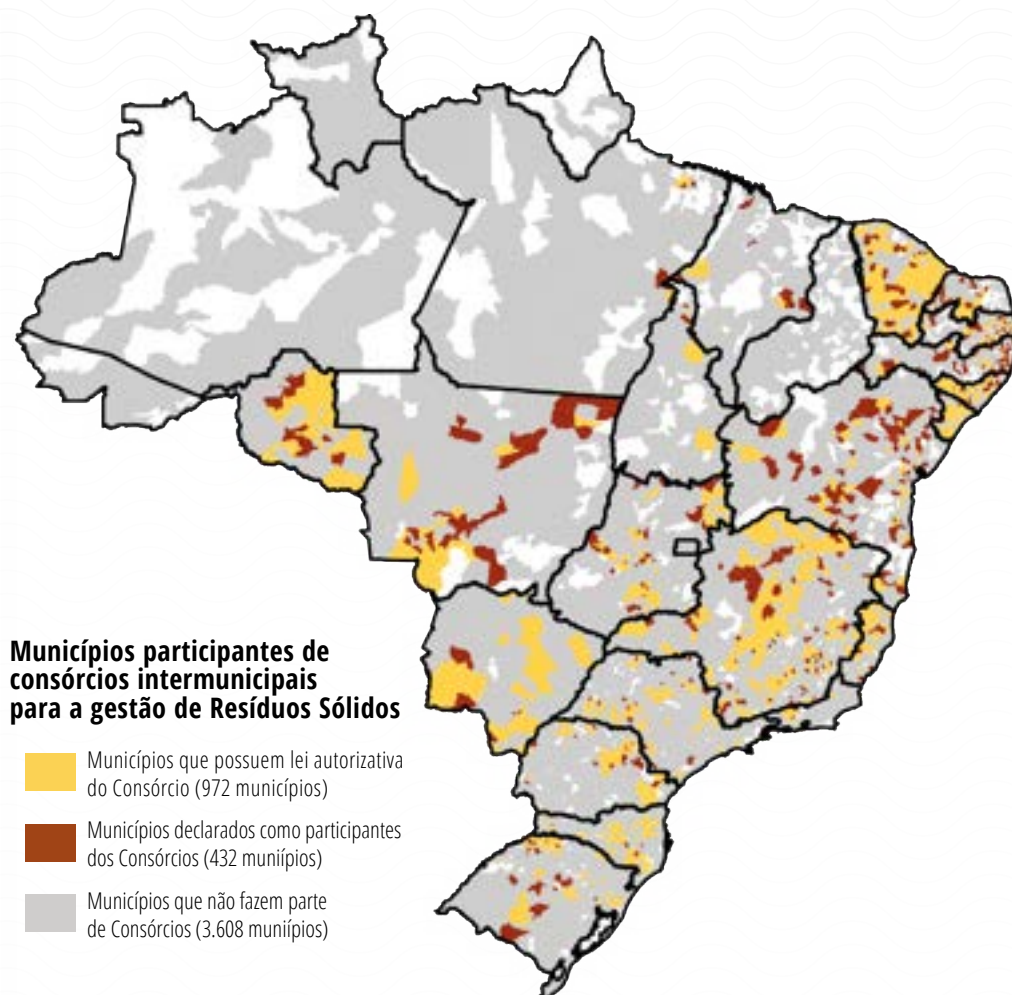 Municípios participantes de
consórcios intermunicipais
para a gestão de Resíduos Sólidos
Municípios que possuem lei autorizativa
do Consórcio (972 municípios)
Municípios declarados como participantes
dos Consórcios (432 muniípios)
Municípios que não fazem parte
de Consórcios (3.608 muniípios)